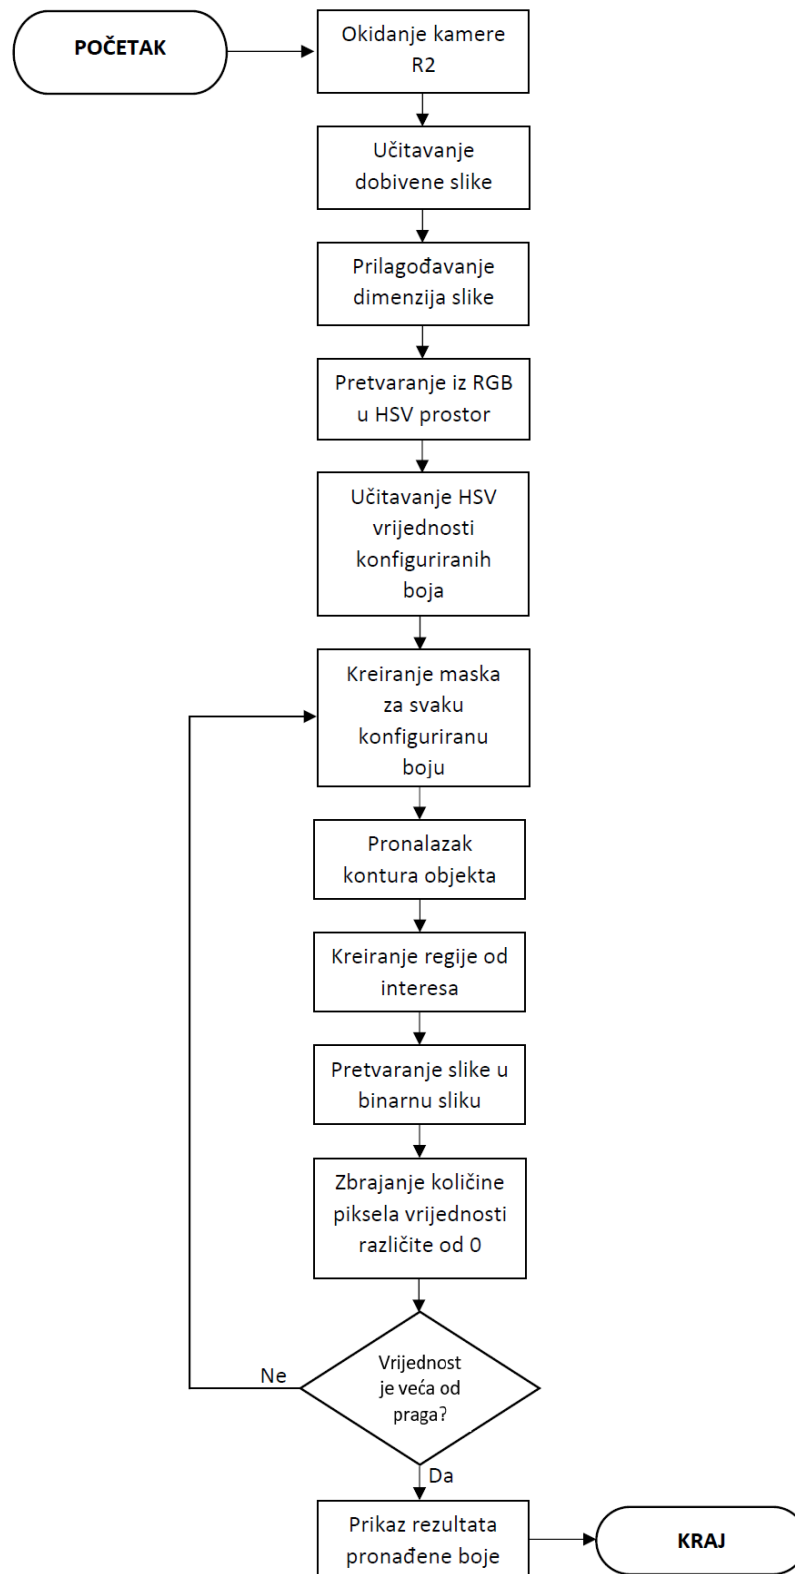 POČETAK
Okidanje kamere
R2
Učitavanje
dobivene slike
Prilagođavanje
dimenzija slike
Pretvaranje iz RGB
u HSV prostor
Učitavanje HSV
vrijednosti
konfiguriranih
boja
Kreiranje maska
za svaku
konfiguriranu
boju
Pronalazak
kontura objekta
Kreiranje regije od
interesa
Pretvaranje slike u
binarnu sliku
Zbrajanje količine
piksela vrijednosti
različite od 0
Vrijednost
je veća od
praga?
Ne
Da
Prikaz rezultata
pronađene boje
KRAJ